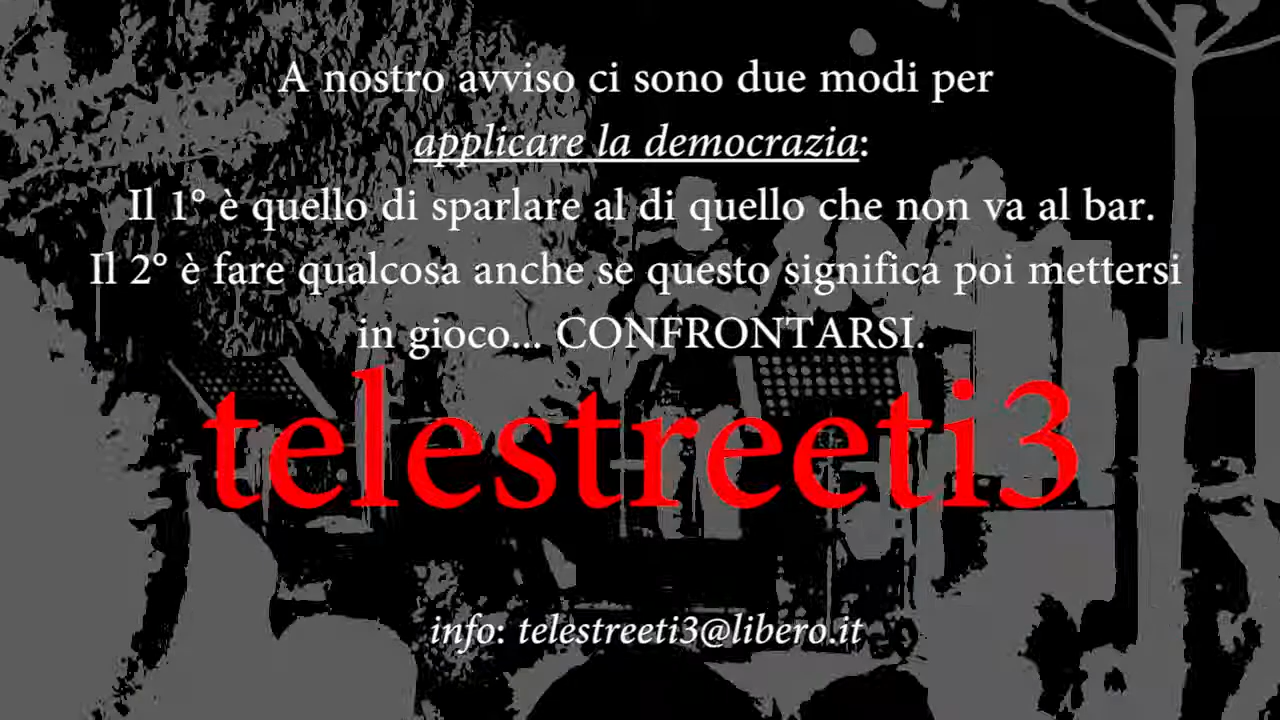 A nostro avviso ci sono due modi per
applicare la democrazia:
Il 1° è quello di sparlare al di quello che non va al bar.
Il 2° è fare qualcosa anche se questo significa poi mettersi
in gioco... CONFRONTARSI.
telestreeti3
info: telestreeti3@libero.it